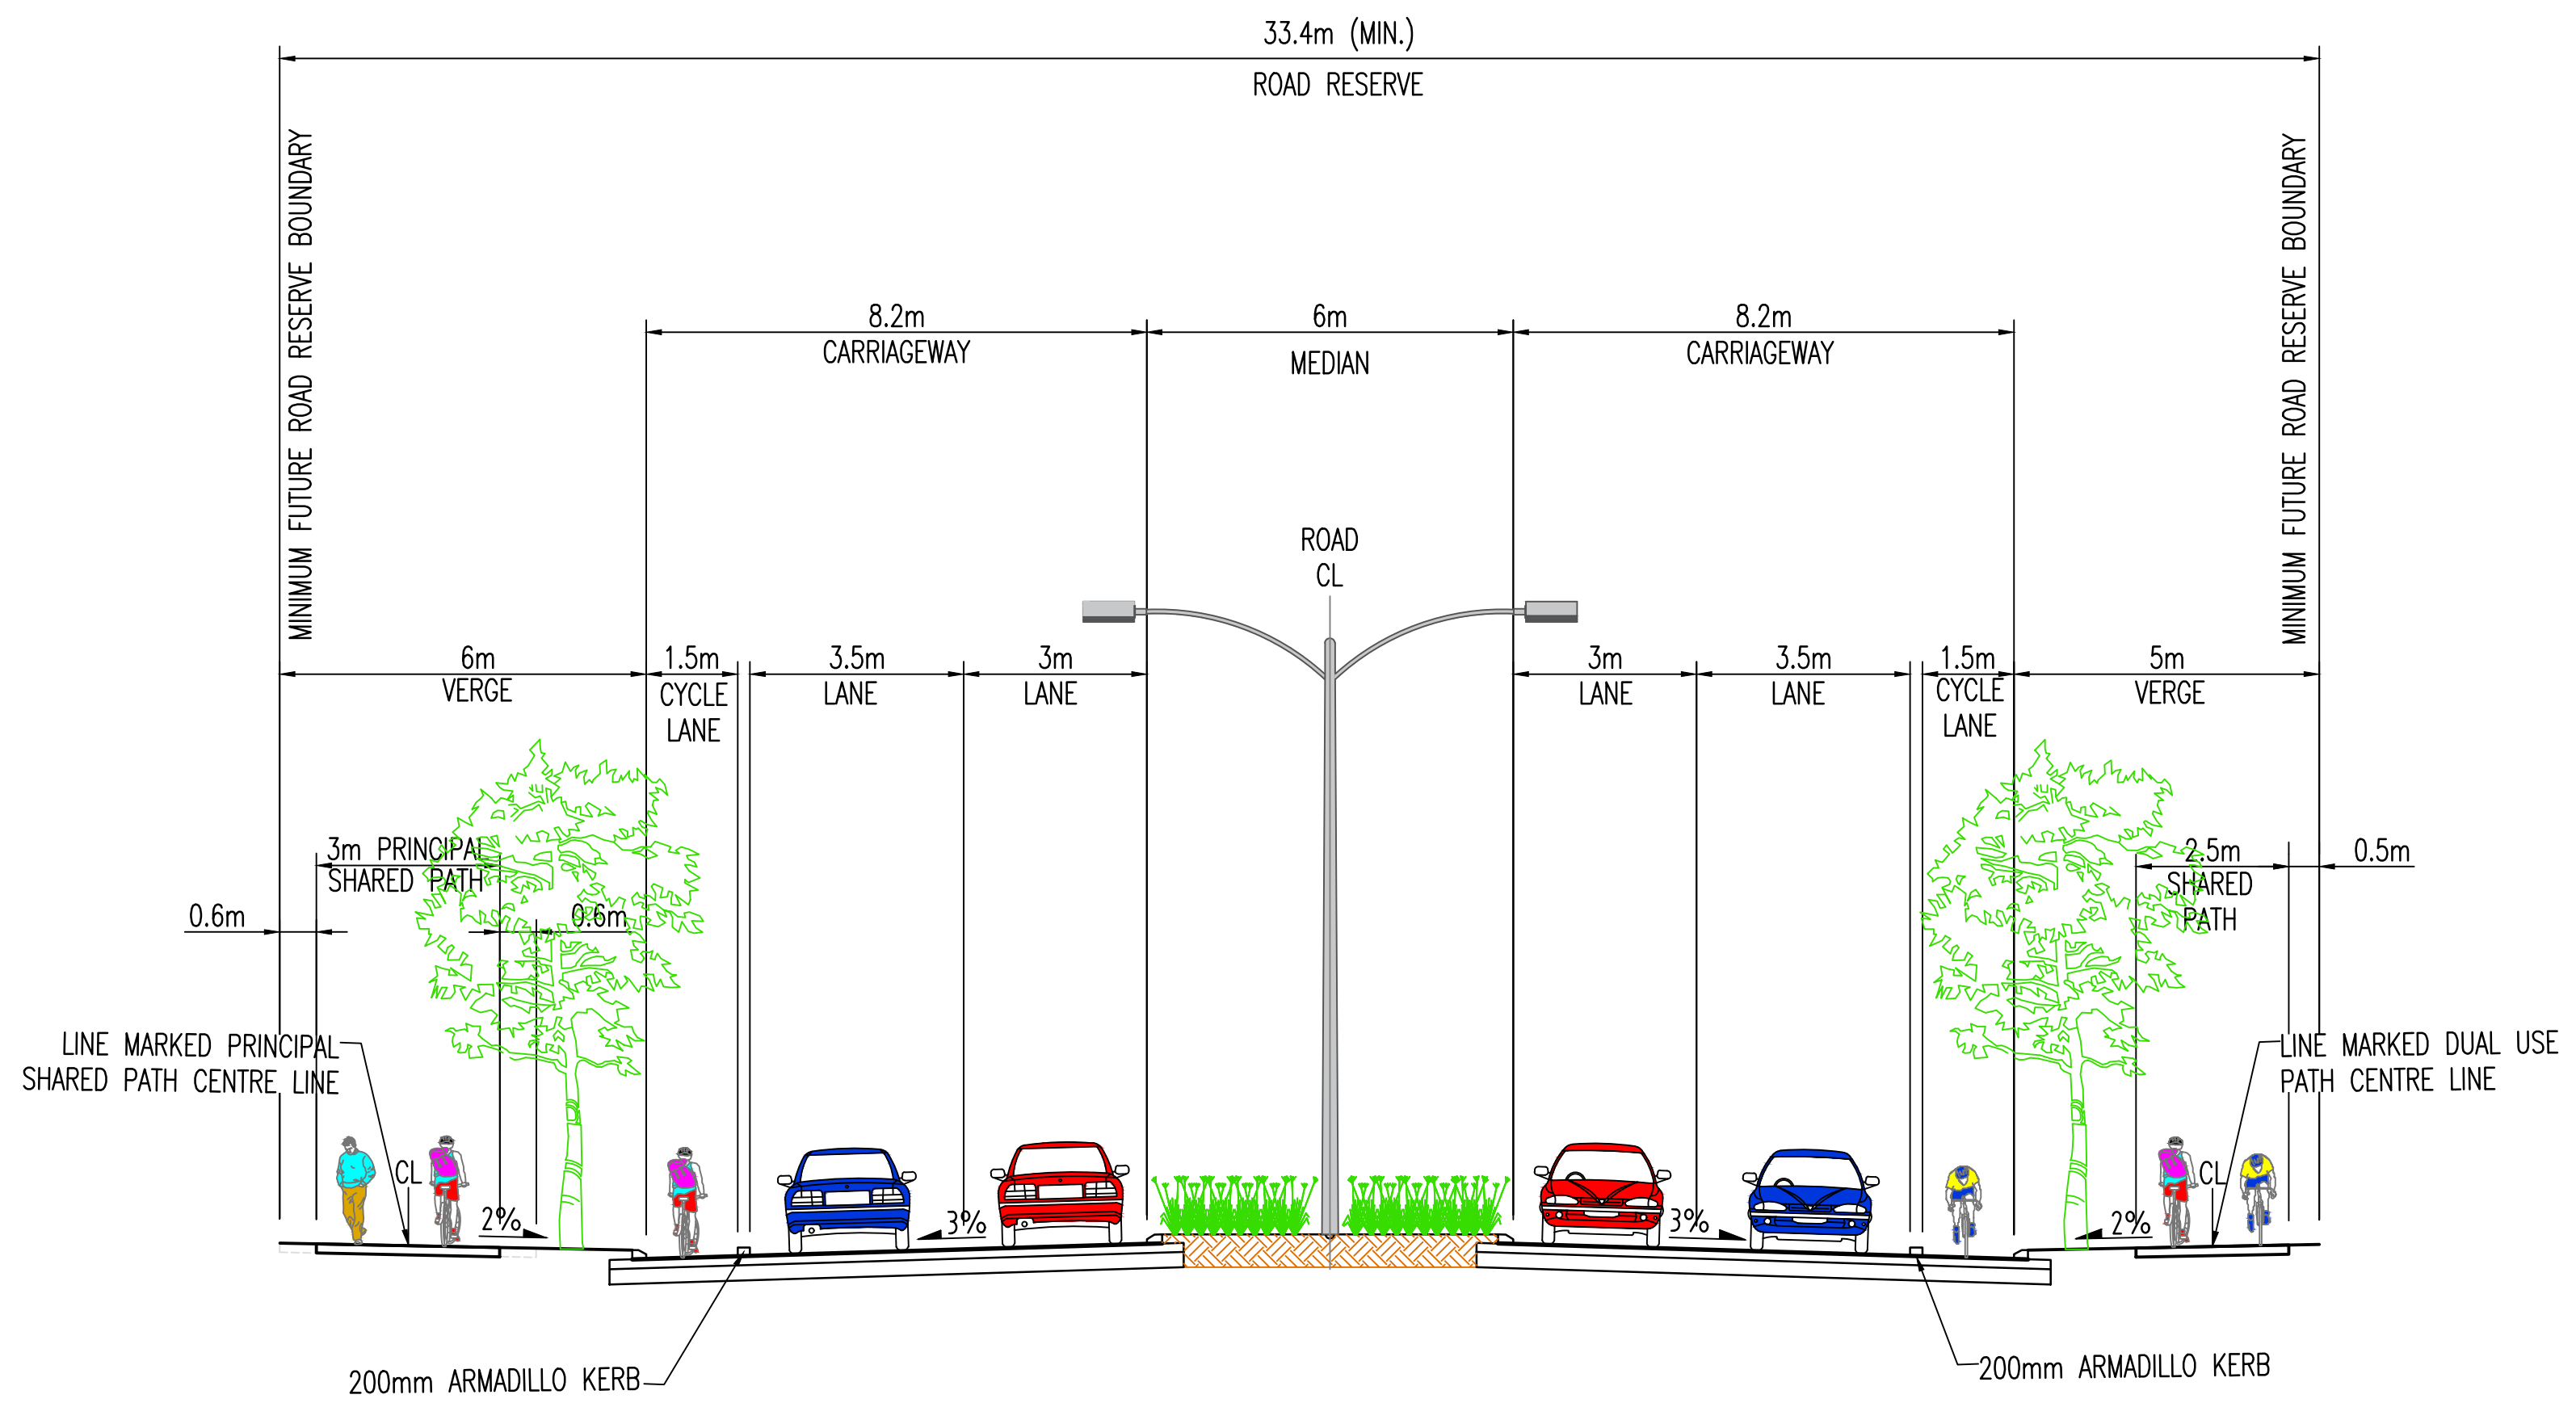 33.4m (MIN.)
ROAD RESERVE
MINIMUM FUTURE ROAD RESERVE BOUNDARY
MINIMUM FUTURE ROAD RESERVE BOUNDARY
8.2m
CARRIAGEWAY
6m
MEDIAN
8.2m
CARRIAGEWAY
ROAD
CL
6m
VERGE
1.5m
CYCLE
LANE
3.5m
LANE
3m
LANE
3m
LANE
3.5m
LANE
1.5m
CYCLE
LANE
5m
VERGE
3m PRINCIPAL
SHARED PATH
0.6m
0.6m
2.5m
SHARED
PATH
0.5m
LINE MARKED PRINCIPAL
SHARED PATH CENTRE LINE
LINE MARKED DUAL USE
PATH CENTRE LINE
CL
2%
3%
3%
2%
CL
200mm ARMADILLO KERB
200mm ARMADILLO KERB